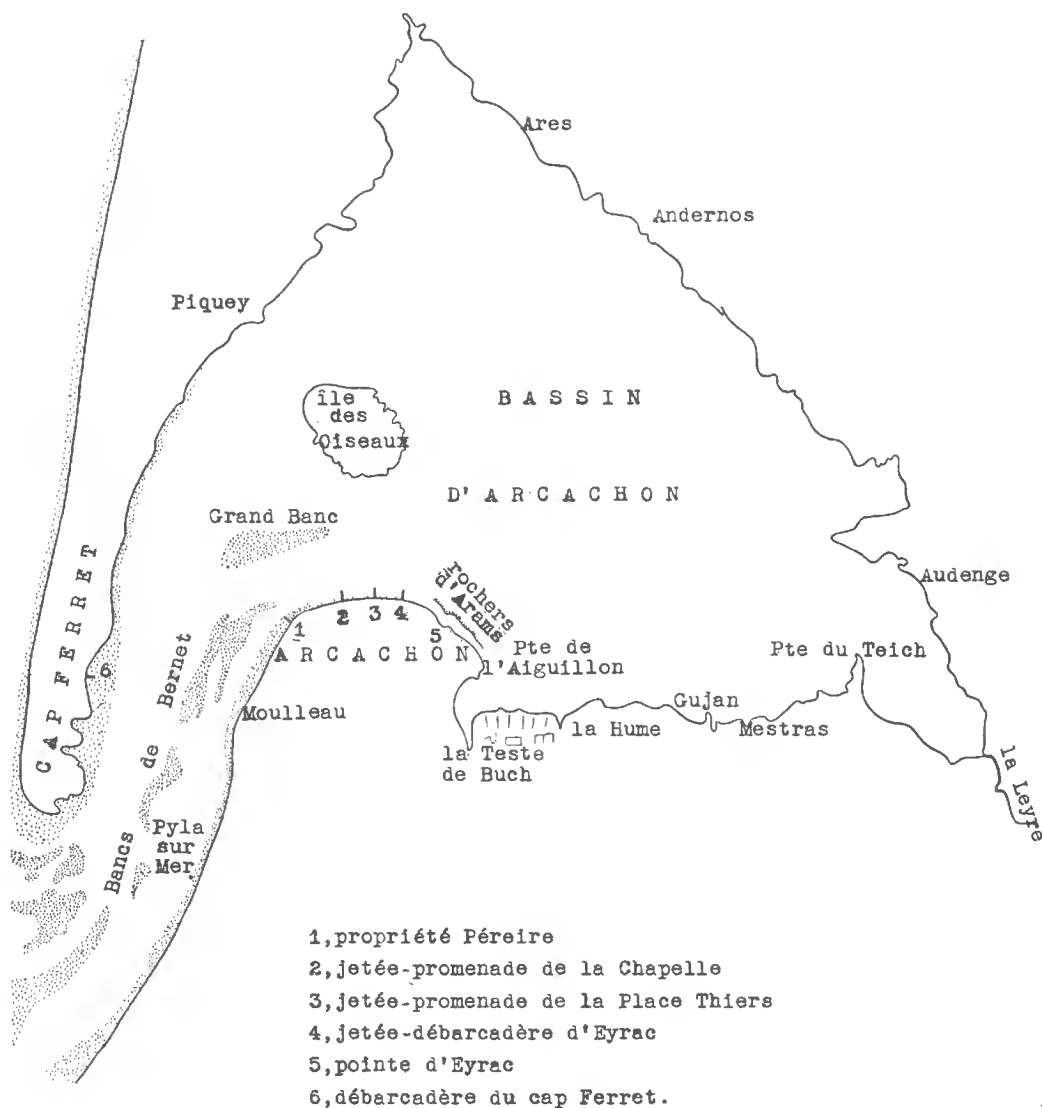 Ares
Andernos
Piquey
île
des
Oiseaux
BASSIN
D'ARCACHON
Grand Banc
CAP FERRET
rochers
d'Arams
Audenge
1
2
3
4
5
6
ARCACHON
Pte de
l'Aiguillon
Pte du Teich
Bancs de Bernet
Moulleau
Gujan
la Hume
Mestras
la Teste
de Buch
la Leyre
Pyla
sur
Mer
1,propriété Péreire
2,jetée-promenade de la Chapelle
3,jetée-promenade de la Place Thiers
4,jetée-débarcadère d'Eyrac
5,pointe d'Eyrac
6,débarcadère du cap Ferret.